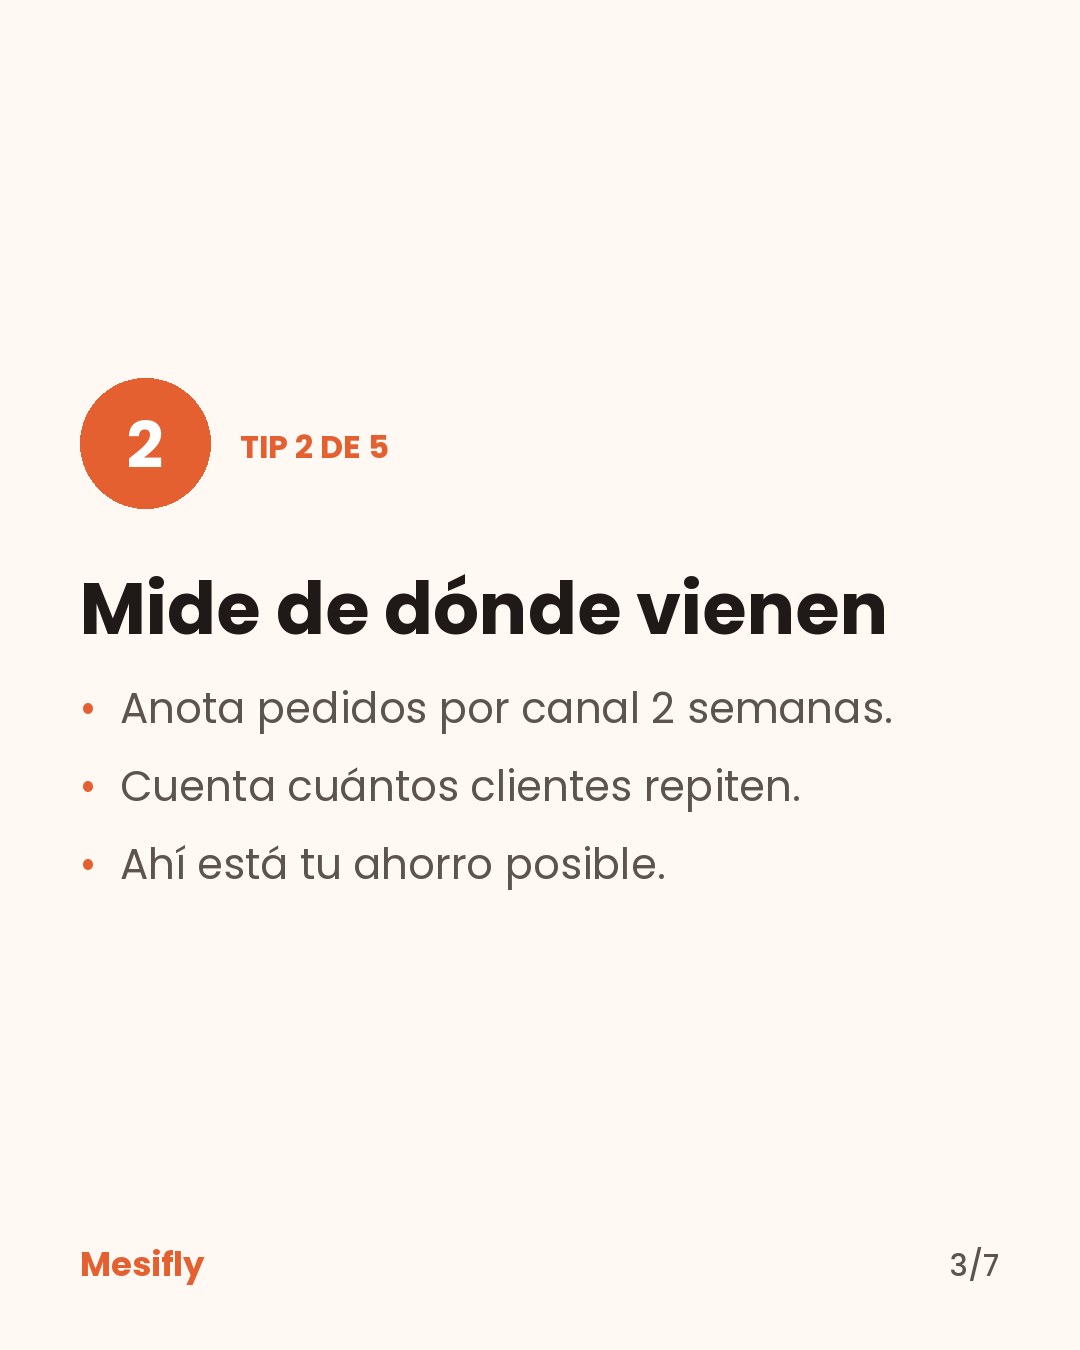 2
TIP 2 DE 5
Mide de dónde vienen
• Anota pedidos por canal 2 semanas.
• Cuenta cuántos clientes repiten.
• Ahí está tu ahorro posible.
Mesifly
3/7